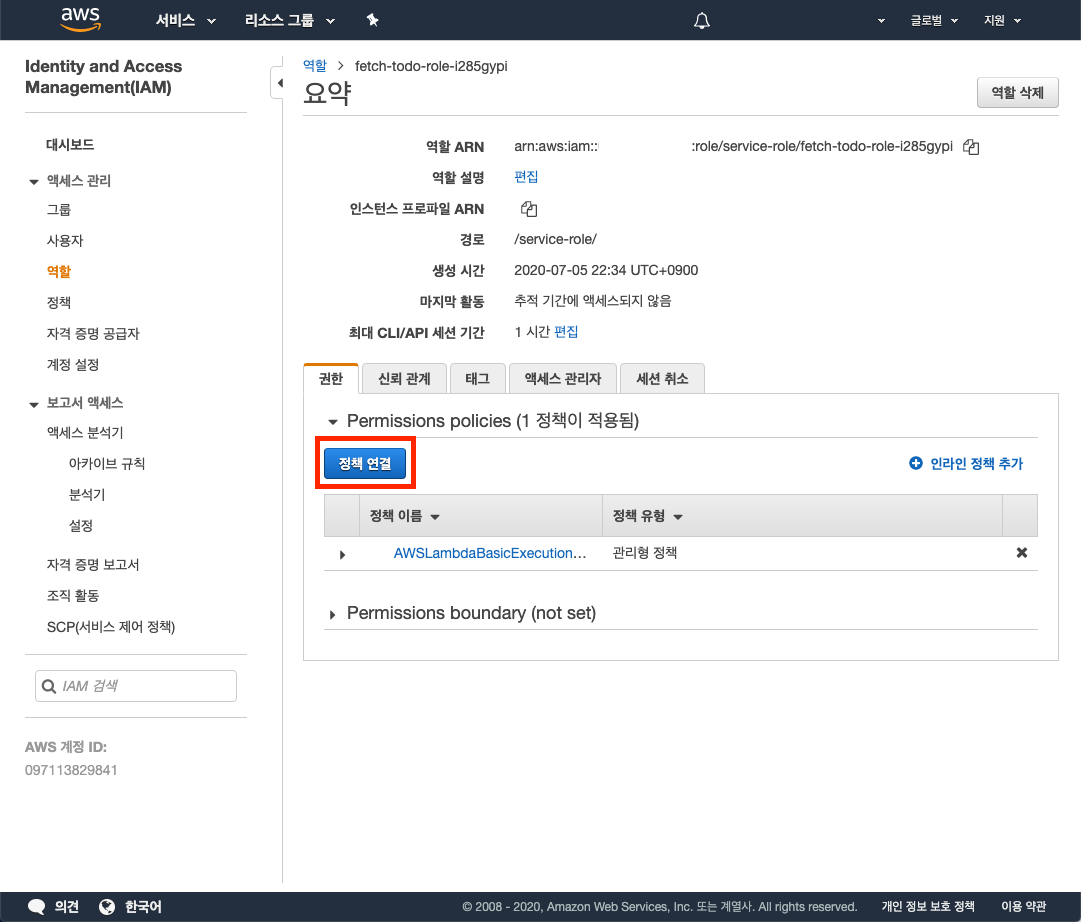 aws 서비스 리소스 그룹 글로벌 지원
Identity and Access
Management(IAM)
대시보드
액세스 관리
그룹
사용자
역할
정책
자격 증명 공급자
계정 설정
보고서 액세스
액세스 분석기
아카이브 규칙
분석기
설정
자격 증명 보고서
조직 활동
SCP(서비스 제어 정책)
IAM 검색
AWS 계정 ID:
097113829841
역할 > fetch-todo-role-i285gypi
요약
역할 삭제
역할 ARN arn:aws:iam:: :role/service-role/fetch-todo-role-i285gypi
역할 설명 편집
인스턴스 프로파일 ARN
경로 /service-role/
생성 시간 2020-07-05 22:34 UTC+0900
마지막 활동 추적 기간에 액세스되지 않음
최대 CLI/API 세션 기간 1 시간 편집
권한 신뢰 관계 태그 액세스 관리자 세션 취소
Permissions policies (1 정책이 적용됨)
정책 연결 인라인 정책 추가
정책 이름 정책 유형
AWSLambdaBasicExecution... 관리형 정책
Permissions boundary (not set)
의견 한국어 © 2008 - 2020, Amazon Web Services, Inc. 또는 계열사. All rights reserved. 개인 정보 보호 정책 이용 약관